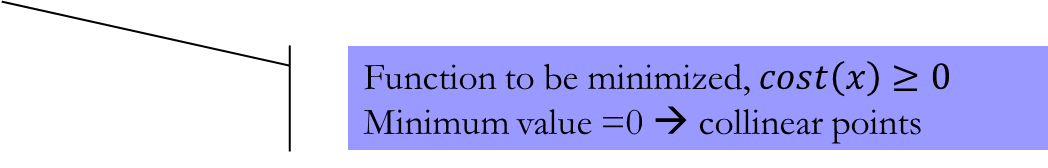 Function to be minimized, 𝑐𝑜𝑠𝑡(𝑥) ≥ 0
Minimum value =0 → collinear points